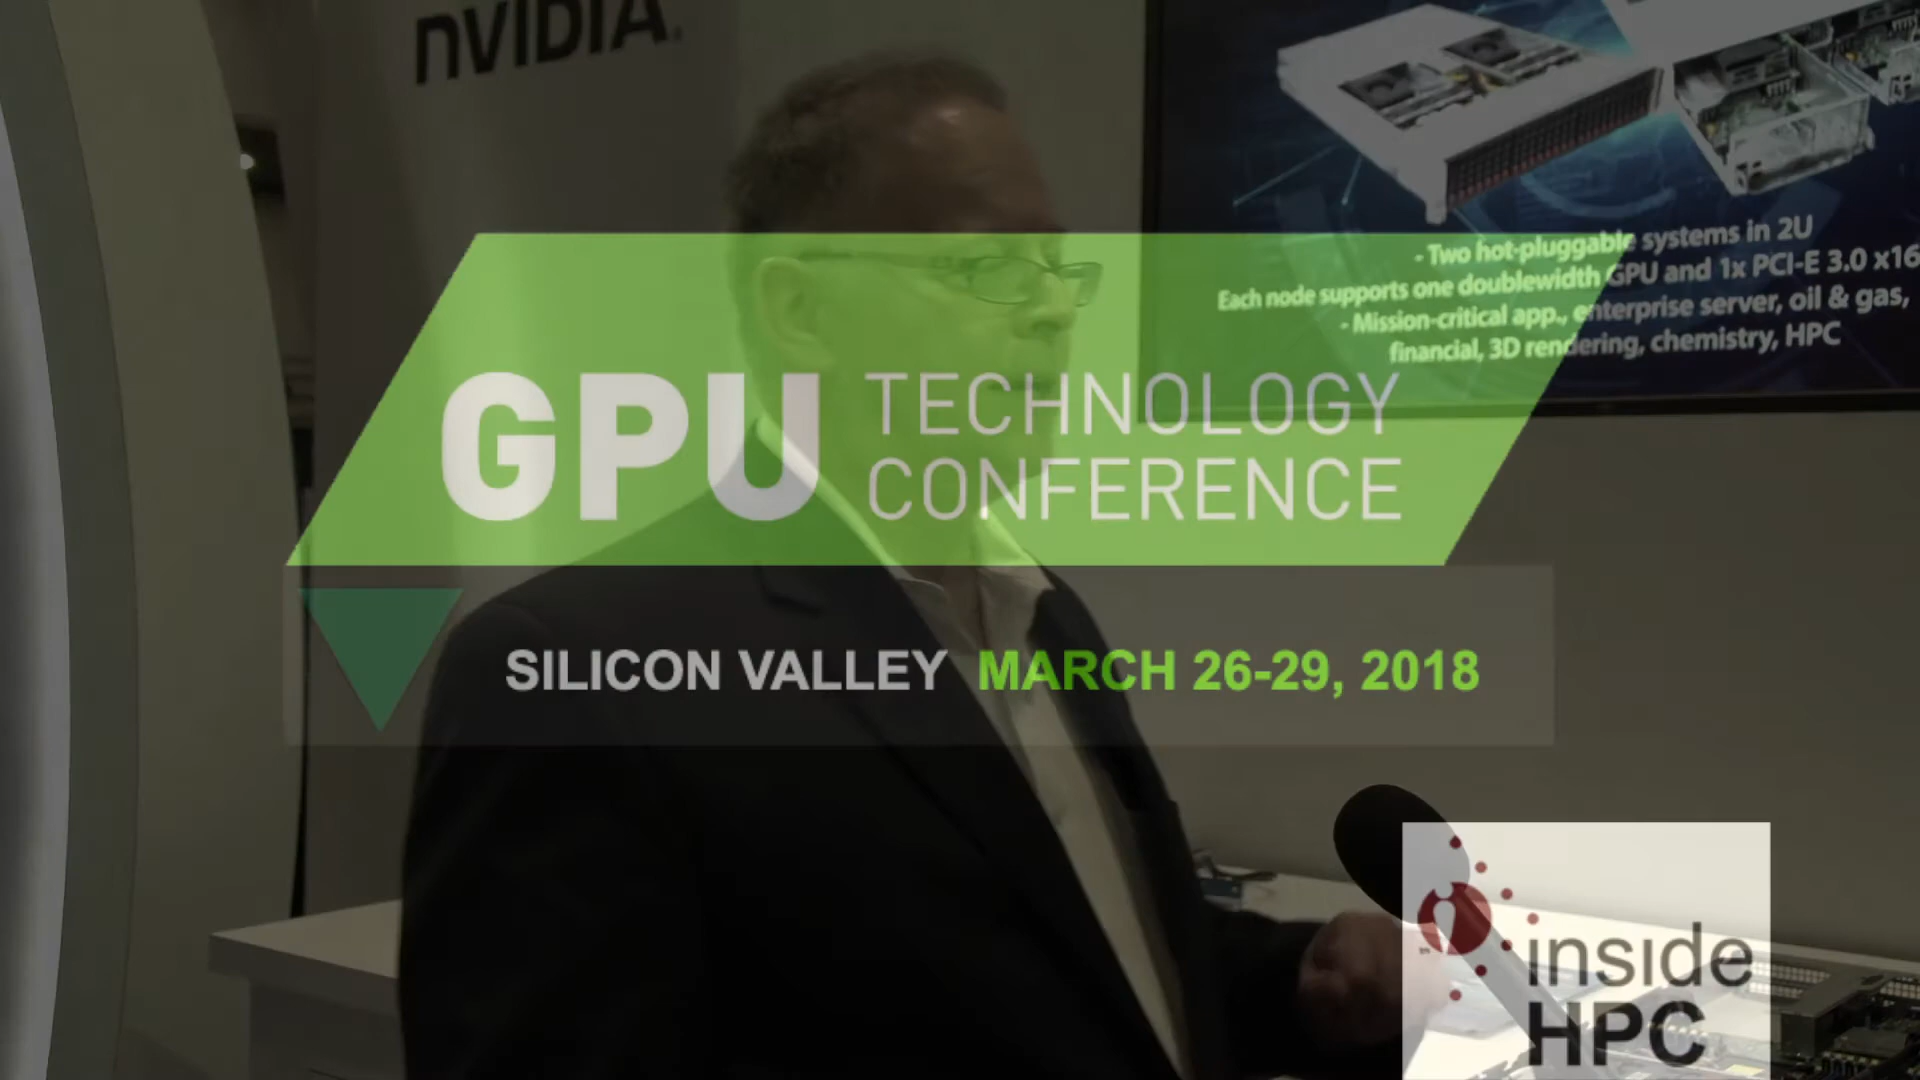 nVIDIA.
- Two hot-pluggable systems in 2U
Each node supports one doublewidth GPU and 1x PCI-E 3.0 x16
- Mission-critical app., enterprise server, oil & gas,
financial, 3D rendering, chemistry, HPC
GPU TECHNOLOGY
CONFERENCE
SILICON VALLEY MARCH 26-29, 2018
inside
HPC